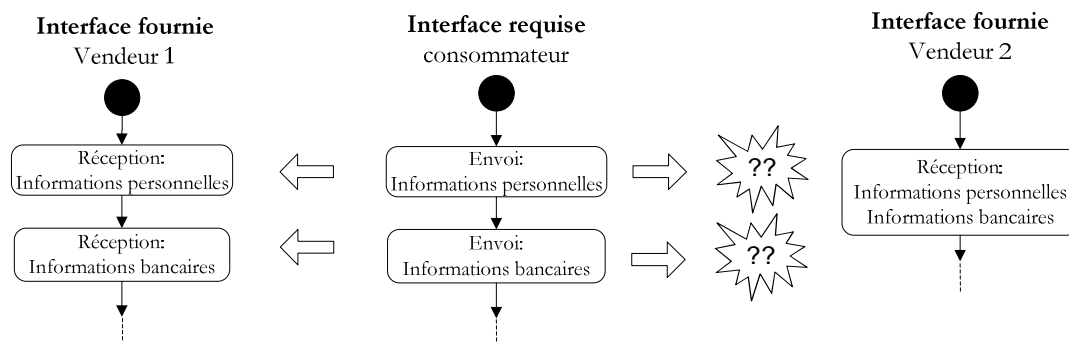 Interface fournie
Vendeur 1
Réception:
Informations personnelles
Réception:
Informations bancaires
Interface requise
consommateur
Envoi:
Informations personnelles
Envoi:
Informations bancaires
??
??
Interface fournie
Vendeur 2
Réception:
Informations personnelles
Informations bancaires